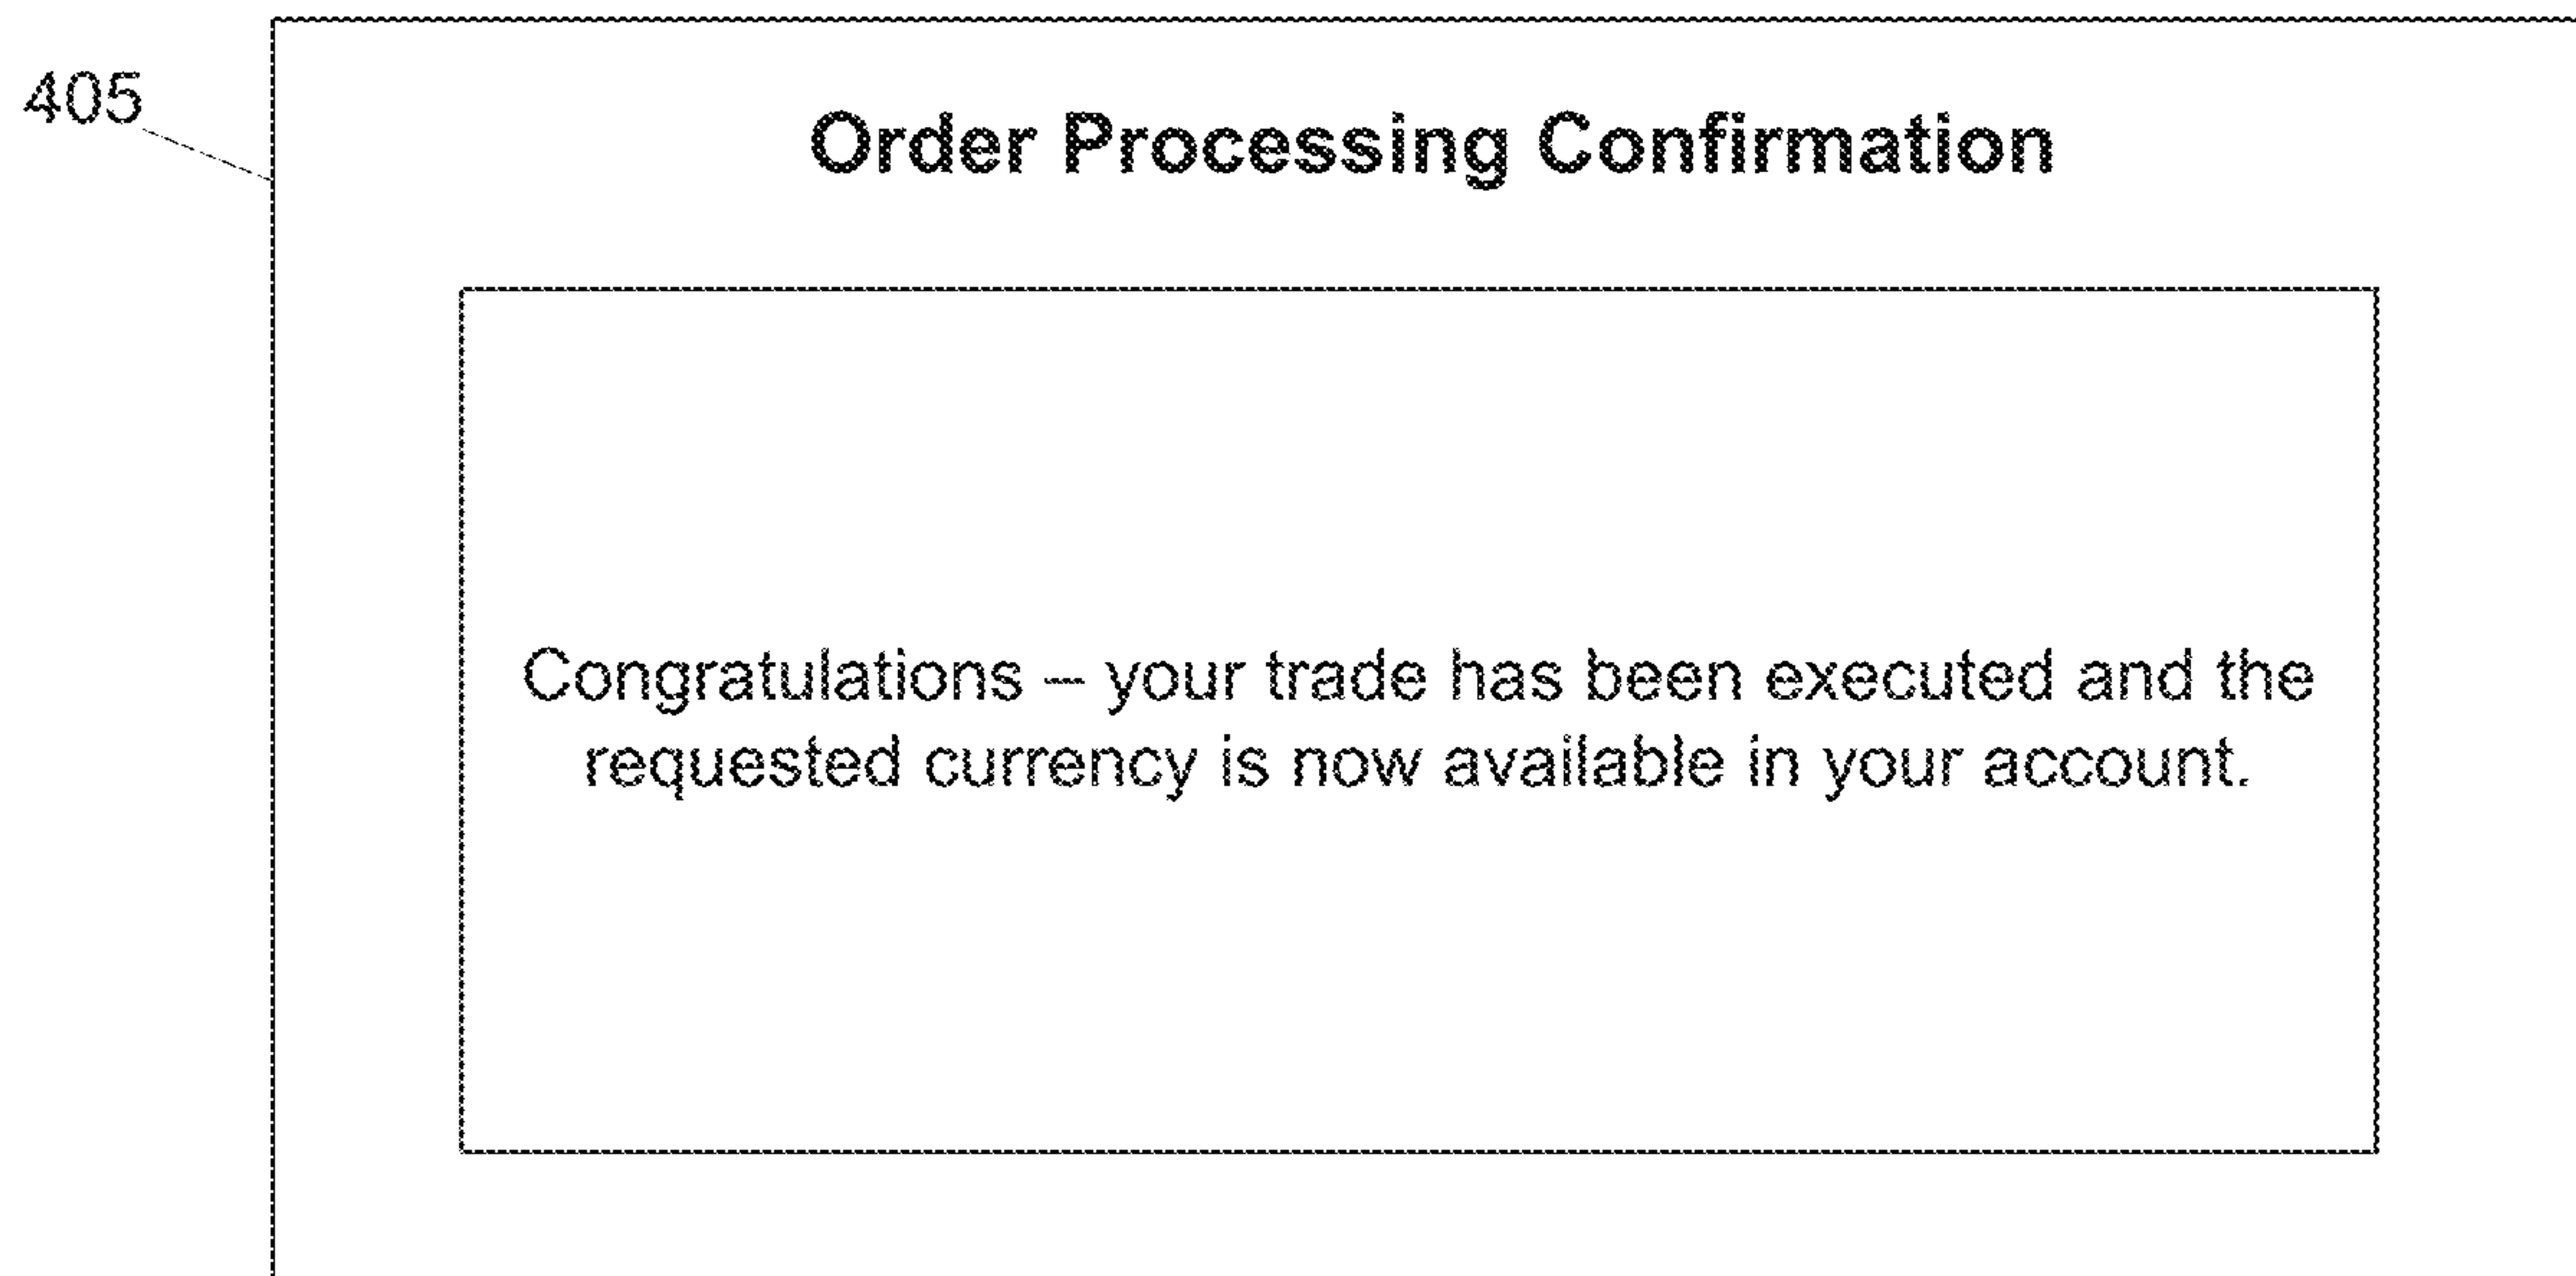 405
Order Processing Confirmation
Congratulations – your trade has been executed and the
requested currency is now available in your account.